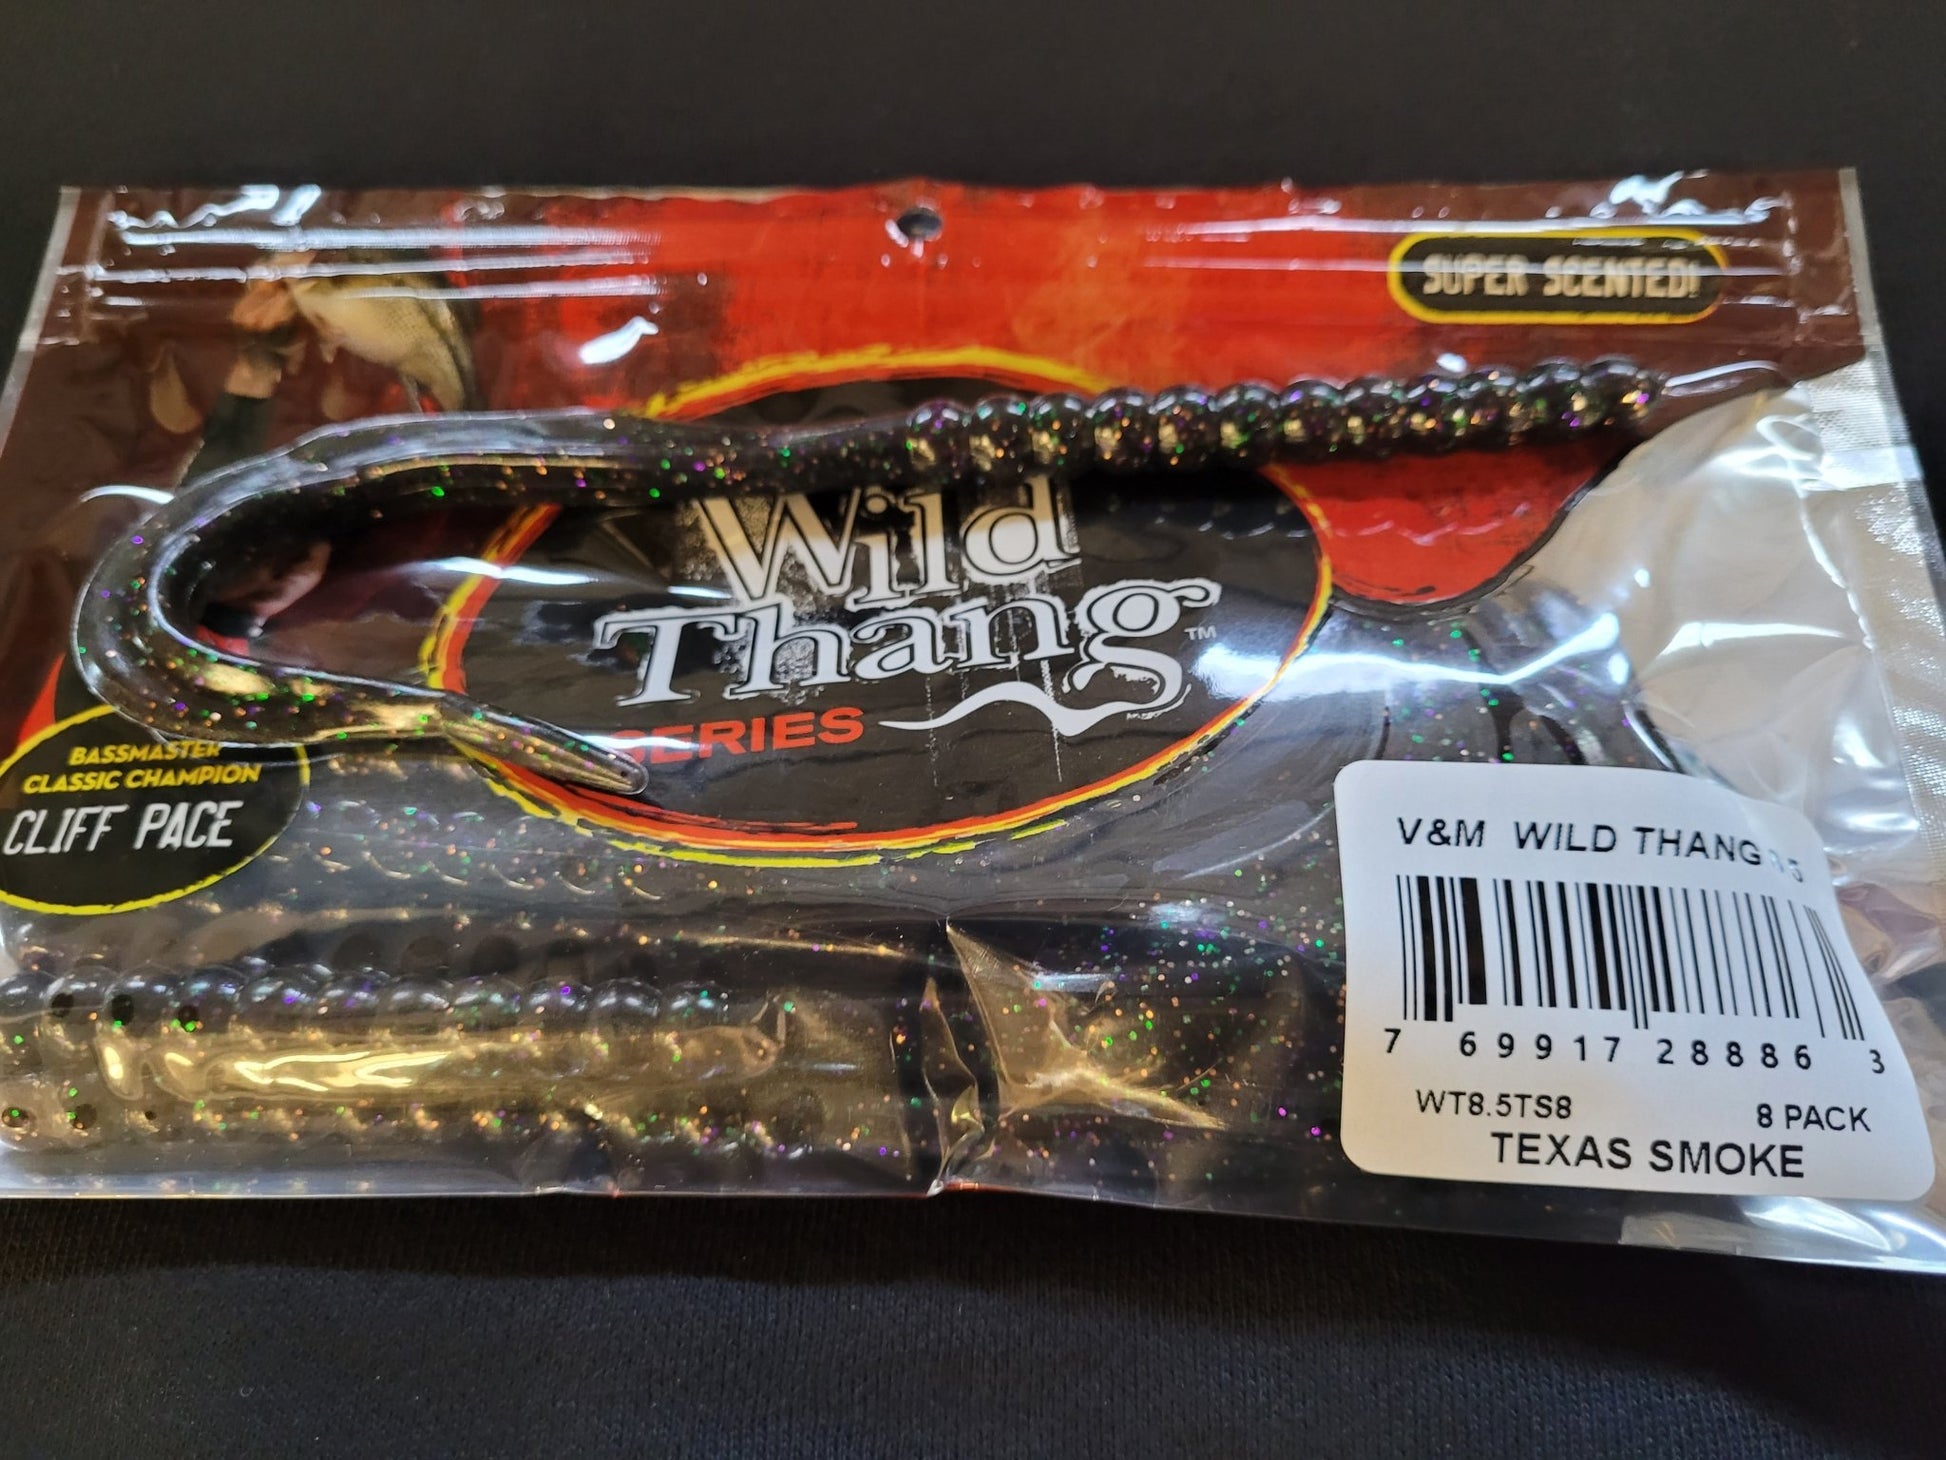 SUPER SCENTED!
Wild
Thang™
SERIES
BASSMASTER
CLASSIC CHAMPION
CLIFF PACE
V&M WILD THANG
7 69917 28886 3
WT8.5TS8 8 PACK
TEXAS SMOKE